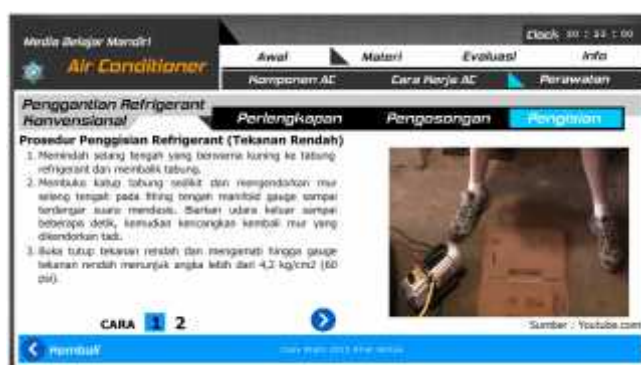 Media Belajar Mandiri
Clock
Air Conditioner
Awal
Materi
Evaluasi
Info
Komponen AC
Cara Kerja AC
Perawatan
Penggantian Refrigerant
Konvensional
Perlengkapan
Pengosongan
Pengisian
Prosedur Penggisian Refrigerant (Tekanan Rendah)
1. Memindah selang tengah yang berwarna kuning ke tabung
refrigerant dan membalik tabung.
2. Membuka katup tabung sedikit dan mengendorkan mur
selang tengah pada fitting tengah manifold gauge sampai
terdengar suara mendesis. Biarkan udara keluar sampai
beberapa detik, kemudian kencangkan kembali mur yang
dikendorkan tadi.
3. Buka tutup tekanan rendah dan mengamati hingga gauge
tekanan rendah menunjuk angka lebih dari 4,2 kg/cm2 (60
psi).
CARA 1 2
Sumber : Youtube.com
Kembali